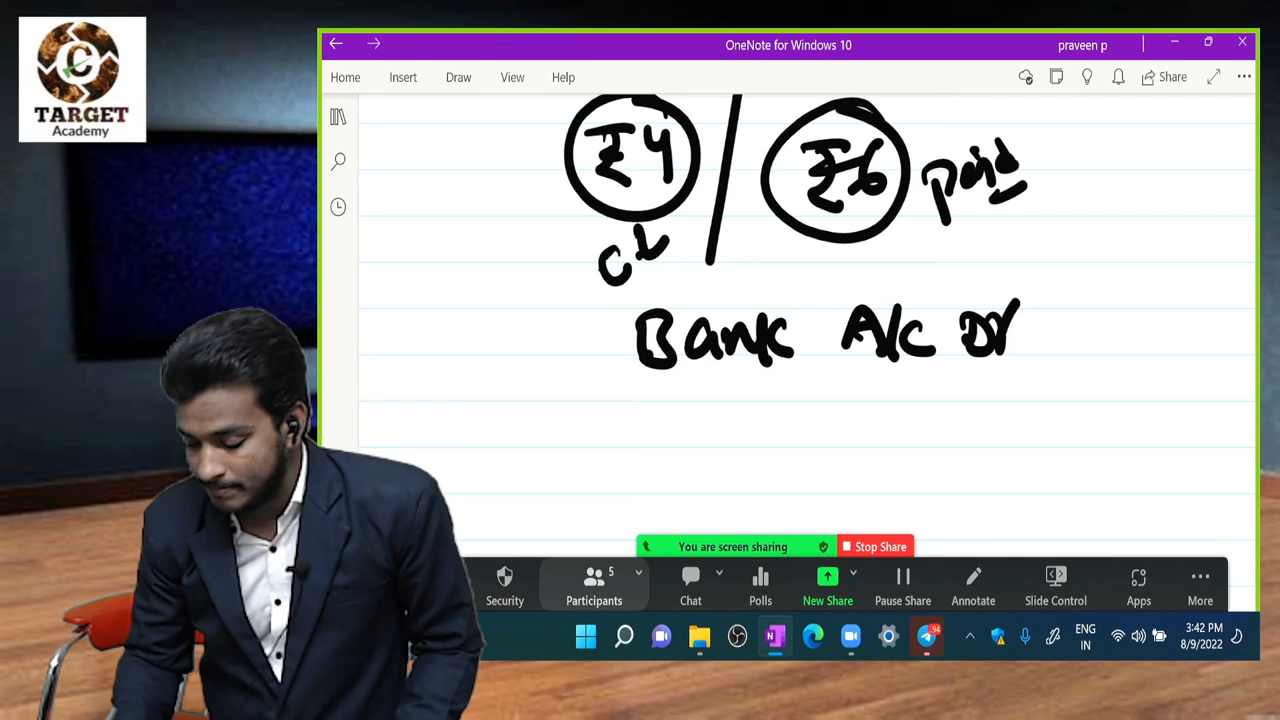 C
TARGET
Academy
OneNote for Windows 10
praveen p
Home Insert Draw View Help
Share
₹4 / ₹6 paid
Bank A/c Dr
You are screen sharing
Stop Share
5
Security Participants Chat Polls New Share Pause Share Annotate Slide Control Apps More
94
ENG
IN
3:42 PM
8/9/2022